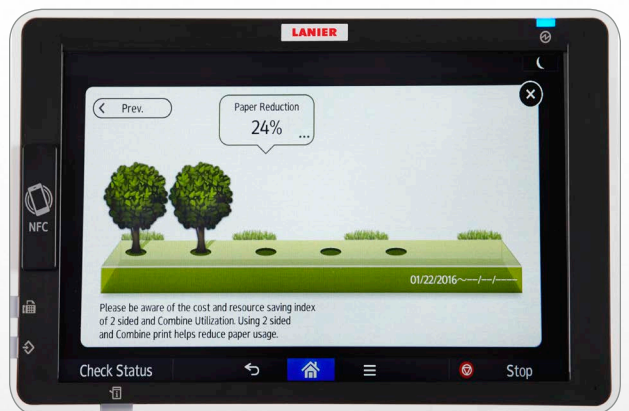 LANIER
Prev.
Paper Reduction
24%
...
NFC
01/22/2016~--/--/----
Please be aware of the cost and resource saving index
of 2 sided and Combine Utilization. Using 2 sided
and Combine print helps reduce paper usage.
Check Status
Stop